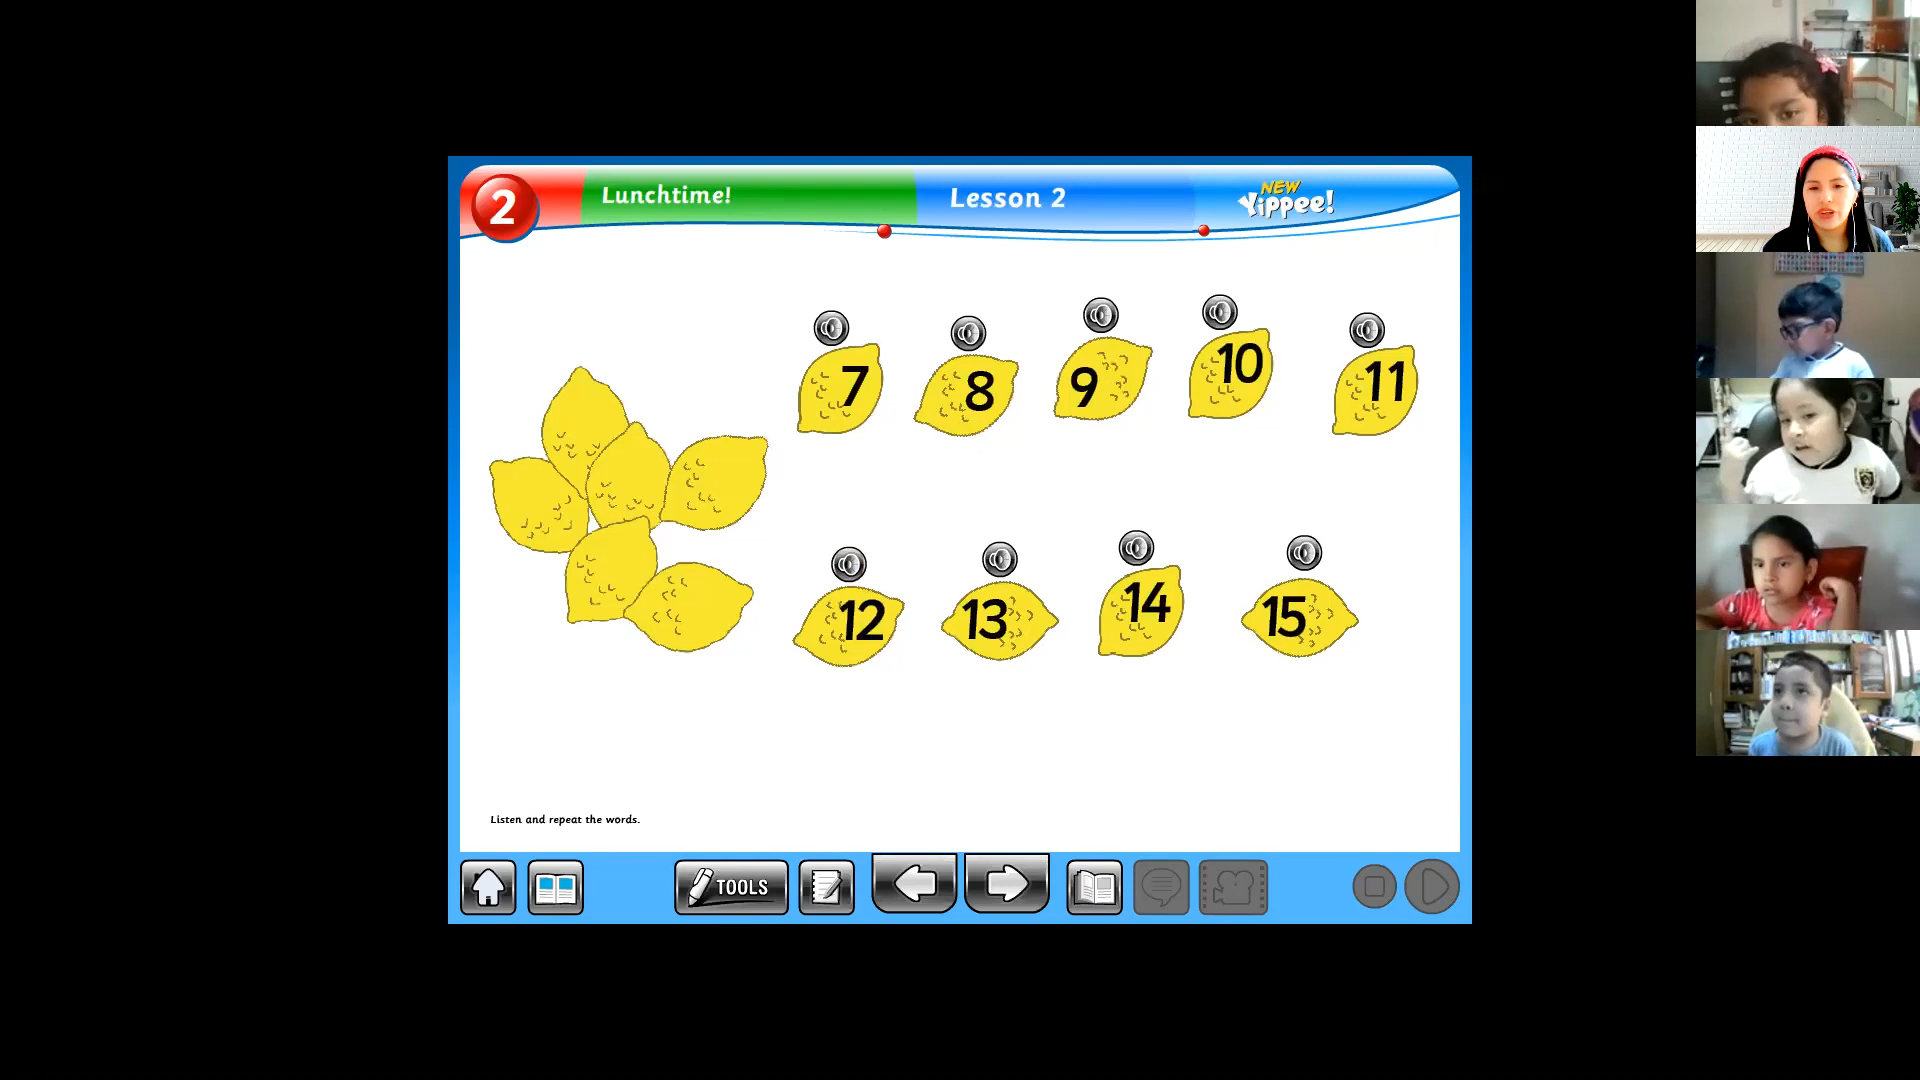 2
Lunchtime!
Lesson 2
NEW
Yippee!
7
8
9
10
11
12
13
14
15
Listen and repeat the words.
TOOLS